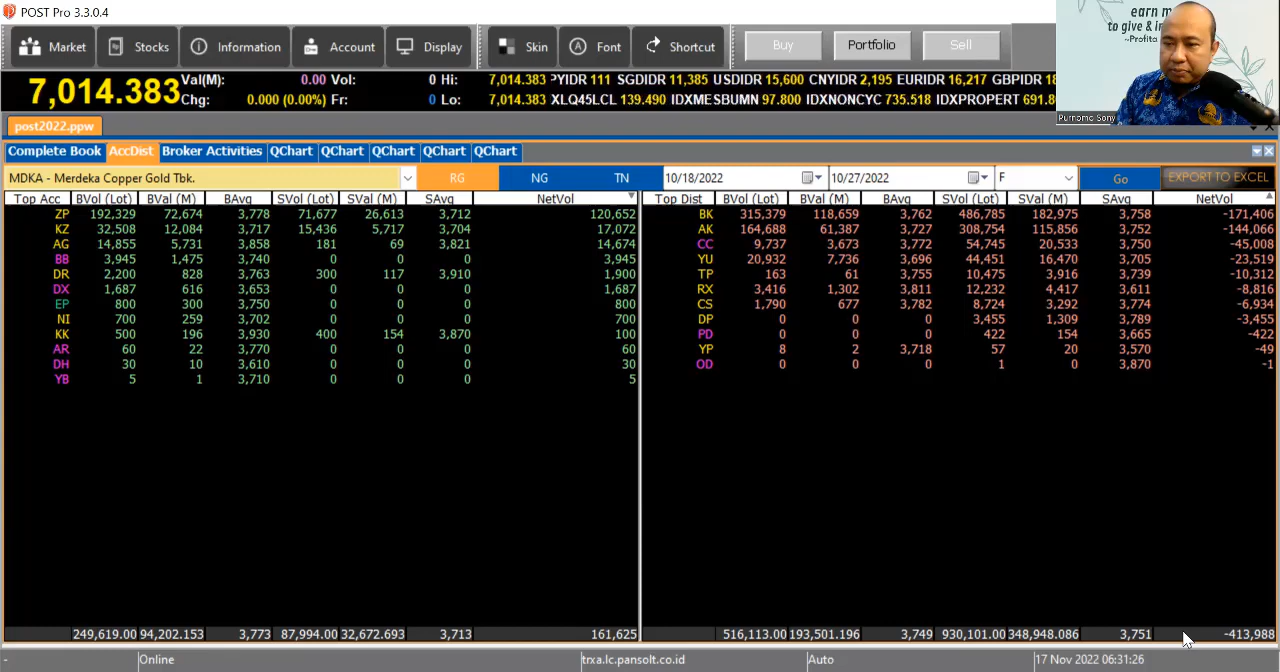 POST Pro 3.3.0.4
Market Stocks Information Account Display Skin Font Shortcut Buy Portfolio Sell
earn m
to give & in
~Profita
7,014.383
Val(M): 0.00 Vol: 0 Hi: 7,014.383 PYIDR 111 SGDIDR 11,385 USDIDR 15,600 CNYIDR 2,195 EURIDR 16,217 GBPIDR 18
Chg: 0.000 (0.00%) Fr: 0 Lo: 7,014.383 XLQ45LCL 139.490 IDXMESBUMN 97.800 IDXNONCYC 735.518 IDXPROPERT 691.8
Purnomo Sony
post2022.ppw
Complete Book AccDist Broker Activities QChart QChart QChart QChart QChart
MDKA - Merdeka Copper Gold Tbk. RG NG TN 10/18/2022 10/27/2022 F Go EXPORT TO EXCEL
Top Acc BVol (Lot) BVal (M) BAvg SVol (Lot) SVal (M) SAvg NetVol Top Dist BVol (Lot) BVal (M) BAvg SVol (Lot) SVal (M) SAvg NetVol
ZP 192,329 72,674 3,778 71,677 26,613 3,712 120,652 BK 315,379 118,659 3,762 486,785 182,975 3,758 -171,406
KZ 32,508 12,084 3,717 15,436 5,717 3,704 17,072 AK 164,688 61,387 3,727 308,754 115,856 3,752 -144,066
AG 14,855 5,731 3,858 181 69 3,821 14,674 CC 9,737 3,673 3,772 54,745 20,533 3,750 -45,008
BB 3,945 1,475 3,740 0 0 0 3,945 YU 20,932 7,736 3,696 44,451 16,470 3,705 -23,519
DR 2,200 828 3,763 300 117 3,910 1,900 TP 163 61 3,755 10,475 3,916 3,739 -10,312
DX 1,687 616 3,653 0 0 0 1,687 RX 3,416 1,302 3,811 12,232 4,417 3,611 -8,816
EP 800 300 3,750 0 0 0 800 CS 1,790 677 3,782 8,724 3,292 3,774 -6,934
NI 700 259 3,702 0 0 0 700 DP 0 0 0 3,455 1,309 3,789 -3,455
KK 500 196 3,930 400 154 3,870 100 PD 0 0 0 422 154 3,665 -422
AR 60 22 3,770 0 0 0 60 YP 8 2 3,718 57 20 3,570 -49
DH 30 10 3,610 0 0 0 30 OD 0 0 0 1 0 3,870 -1
YB 5 1 3,710 0 0 0 5
249,619.00 94,202.153 3,773 87,994.00 32,672.693 3,713 161,625 516,113.00 193,501.196 3,749 930,101.00 348,948.086 3,751 -413,988
- Online trxa.lc.pansolt.co.id Auto 17 Nov 2022 06:31:26